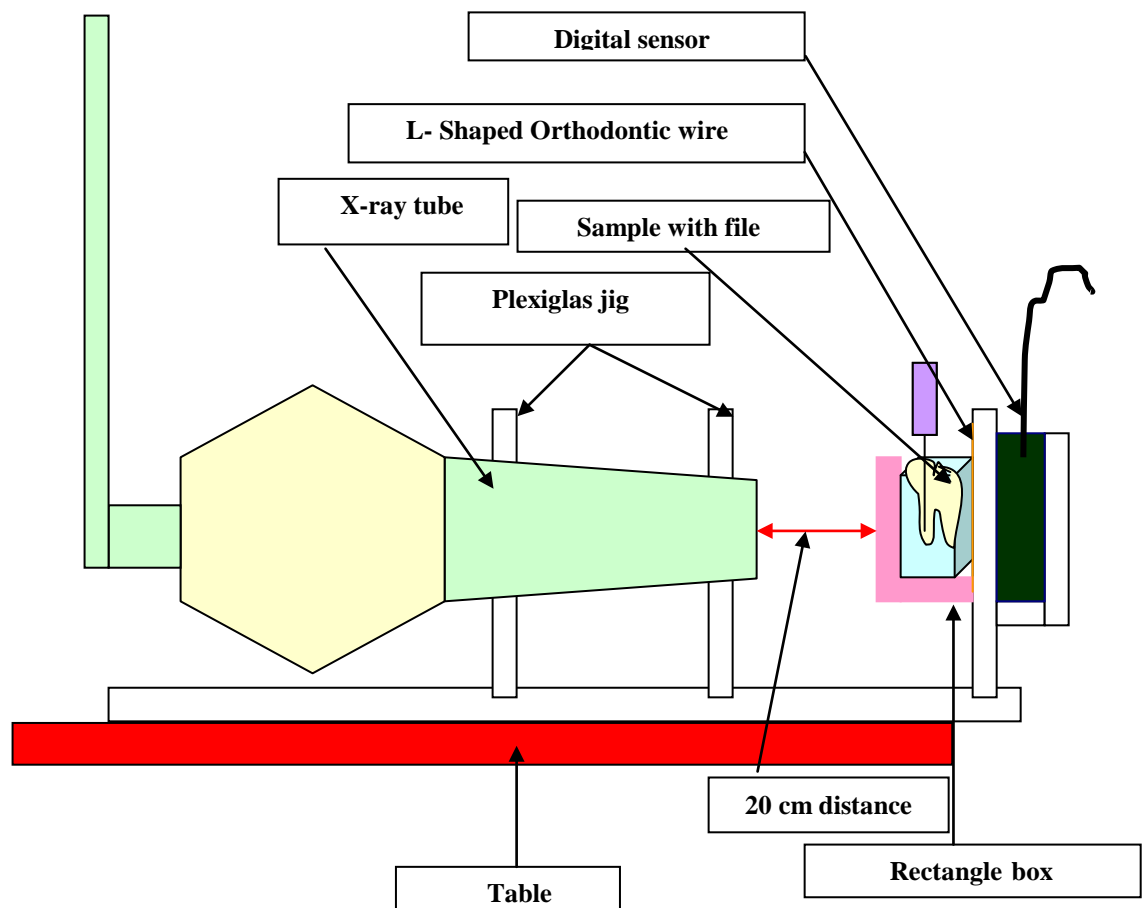 Digital sensor
L- Shaped Orthodontic wire
X-ray tube
Sample with file
Plexiglas jig
20 cm distance
Rectangle box
Table